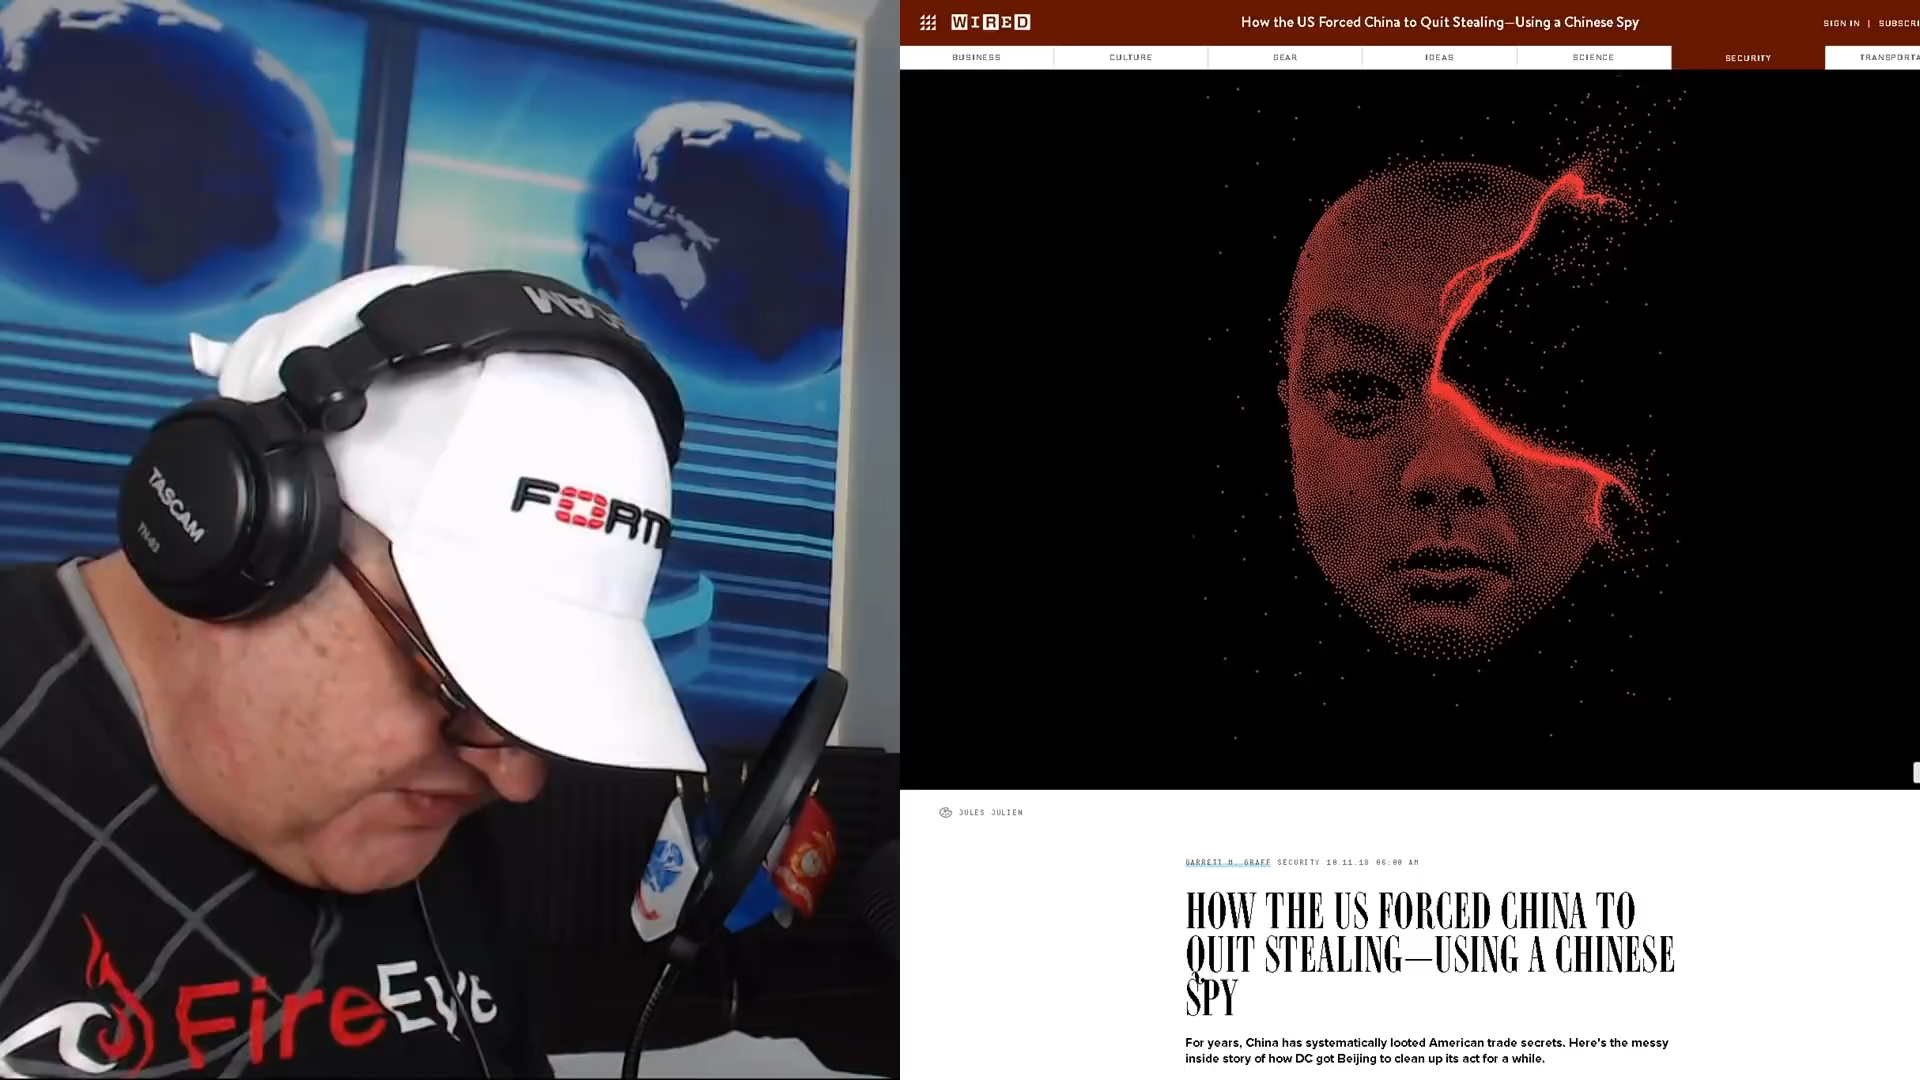 WIRED
How the US Forced China to Quit Stealing—Using a Chinese Spy
SIGN IN | SUBSCRI
BUSINESS
CULTURE
GEAR
IDEAS
SCIENCE
SECURITY
TRANSPORTA
TASCAM
TH-02
FORTI
FireEye
JULES JULIEN
GARRETT M. GRAFF SECURITY 10.11.18 06:00 AM
HOW THE US FORCED CHINA TO
QUIT STEALING—USING A CHINESE
SPY
For years, China has systematically looted American trade secrets. Here's the messy
inside story of how DC got Beijing to clean up its act for a while.